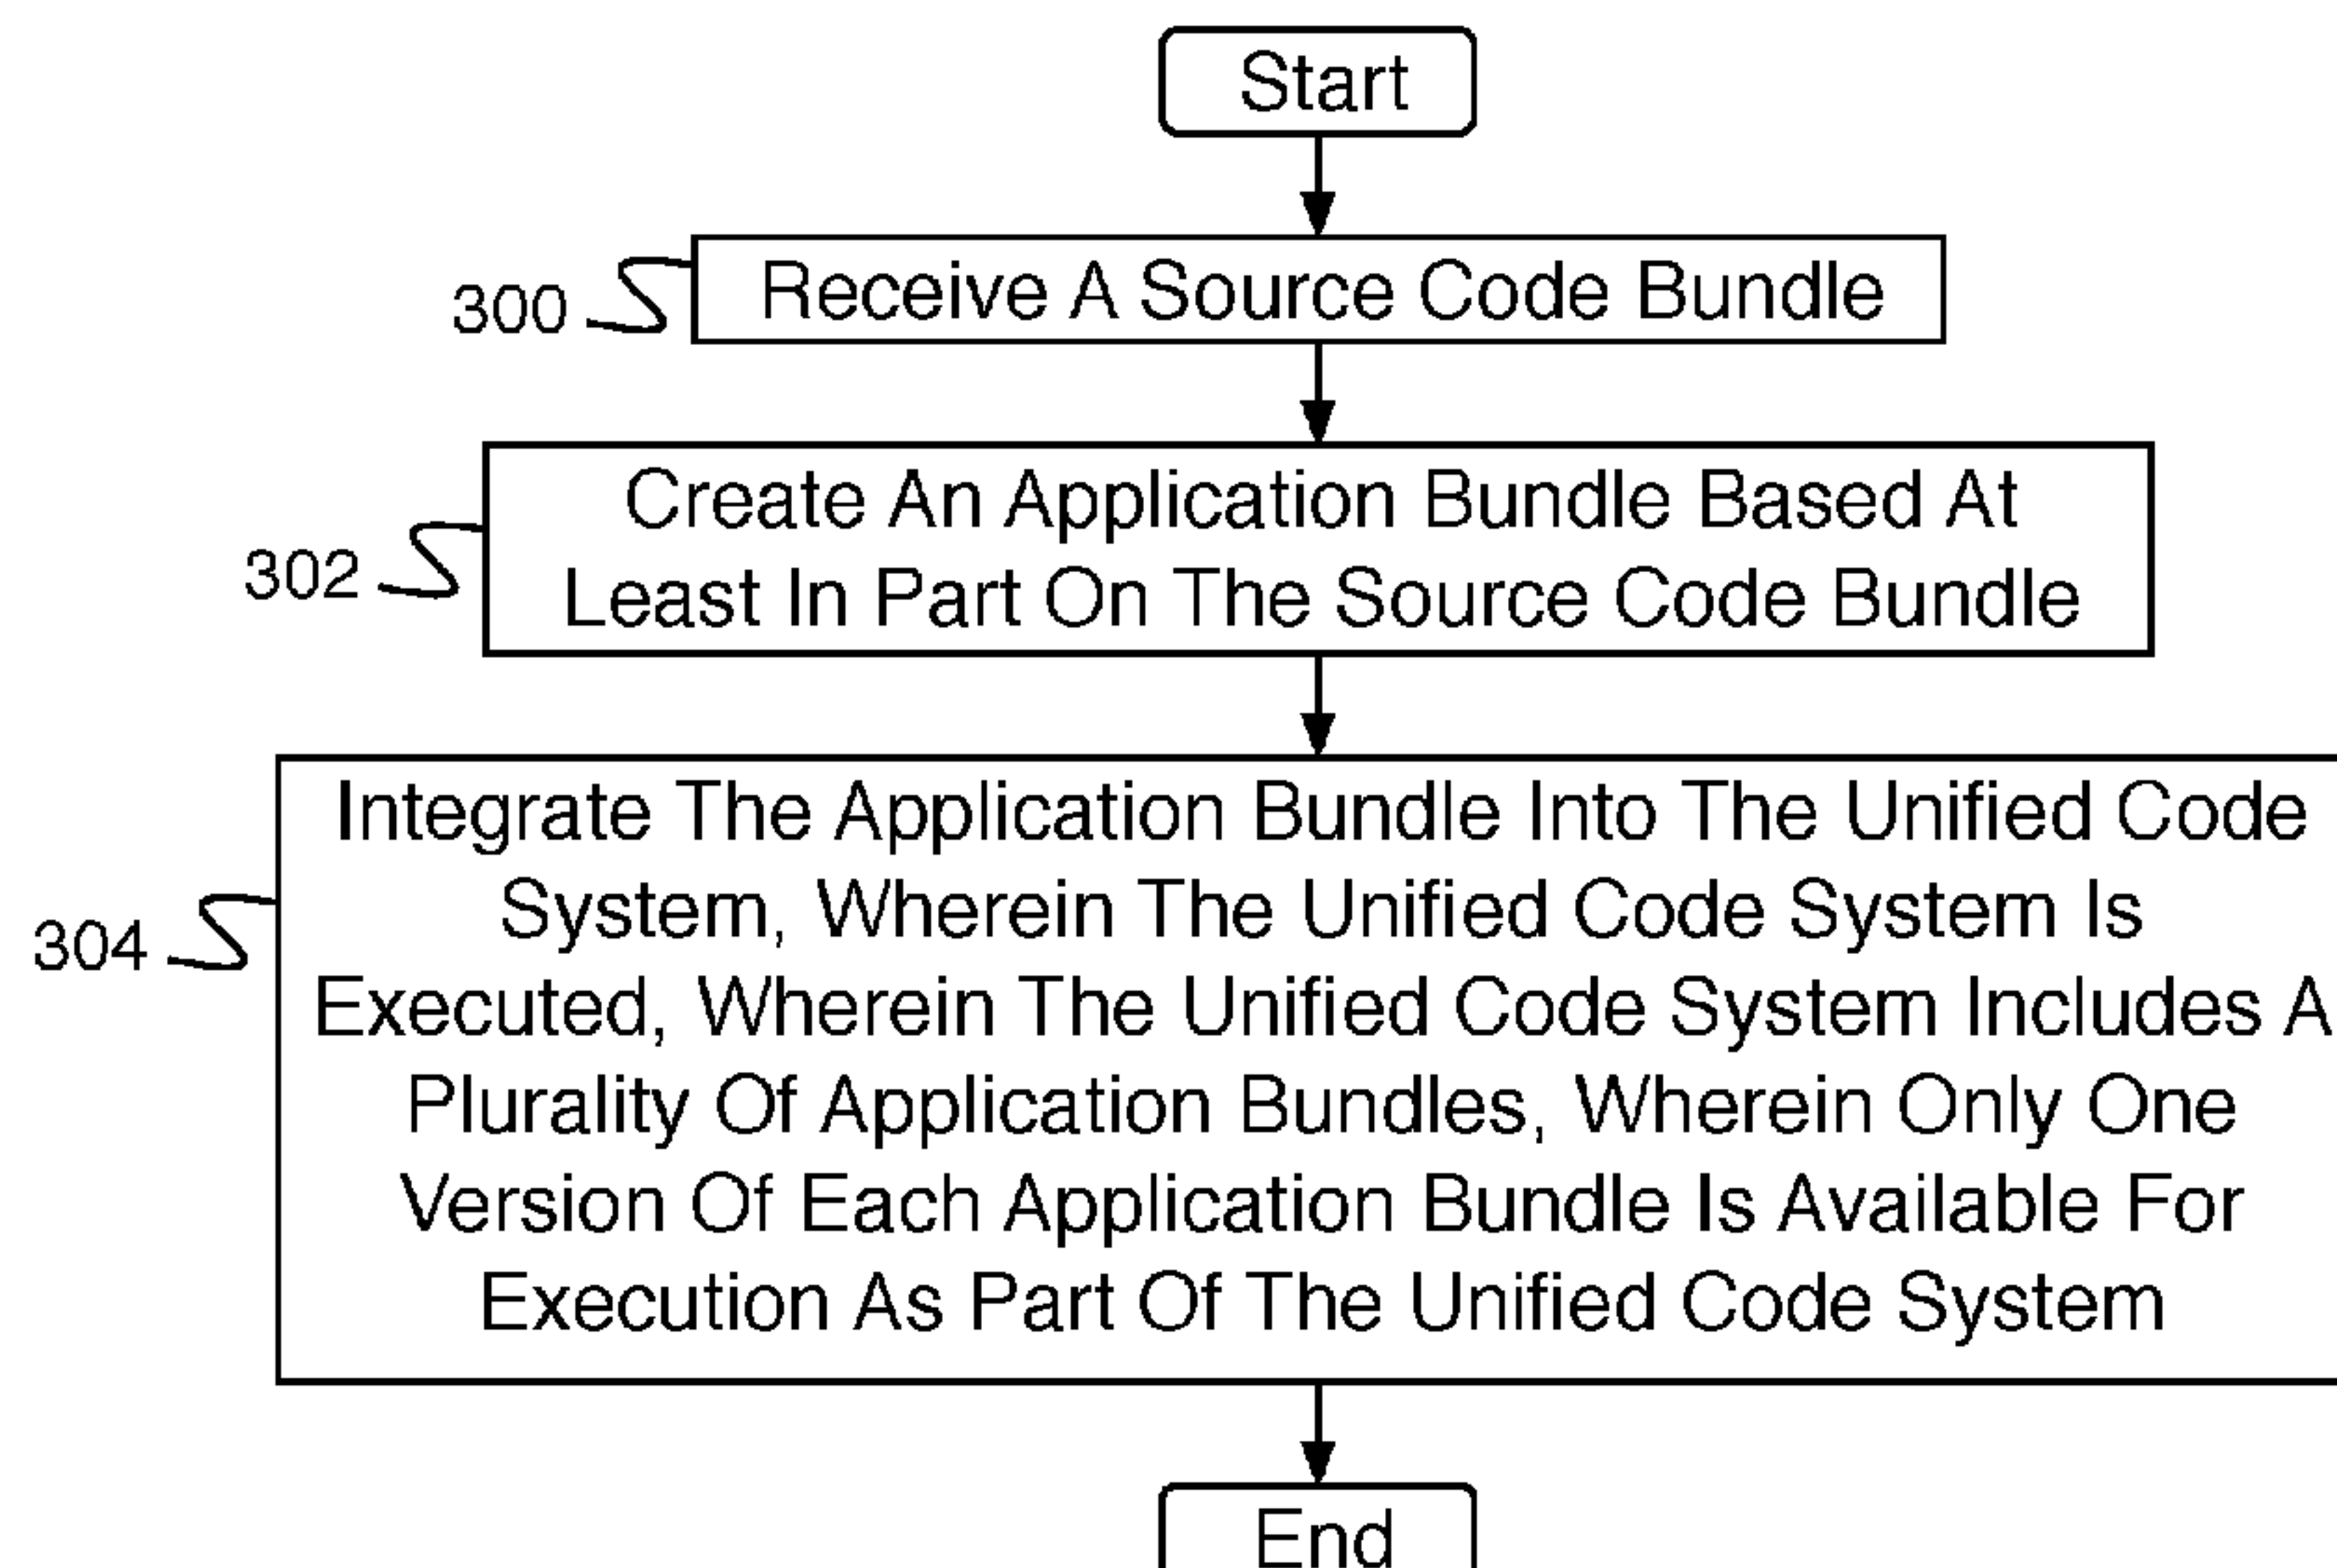 Start
300
Receive A Source Code Bundle
302
Create An Application Bundle Based At
Least In Part On The Source Code Bundle
304
Integrate The Application Bundle Into The Unified Code
System, Wherein The Unified Code System Is
Executed, Wherein The Unified Code System Includes A
Plurality Of Application Bundles, Wherein Only One
Version Of Each Application Bundle Is Available For
Execution As Part Of The Unified Code System
End